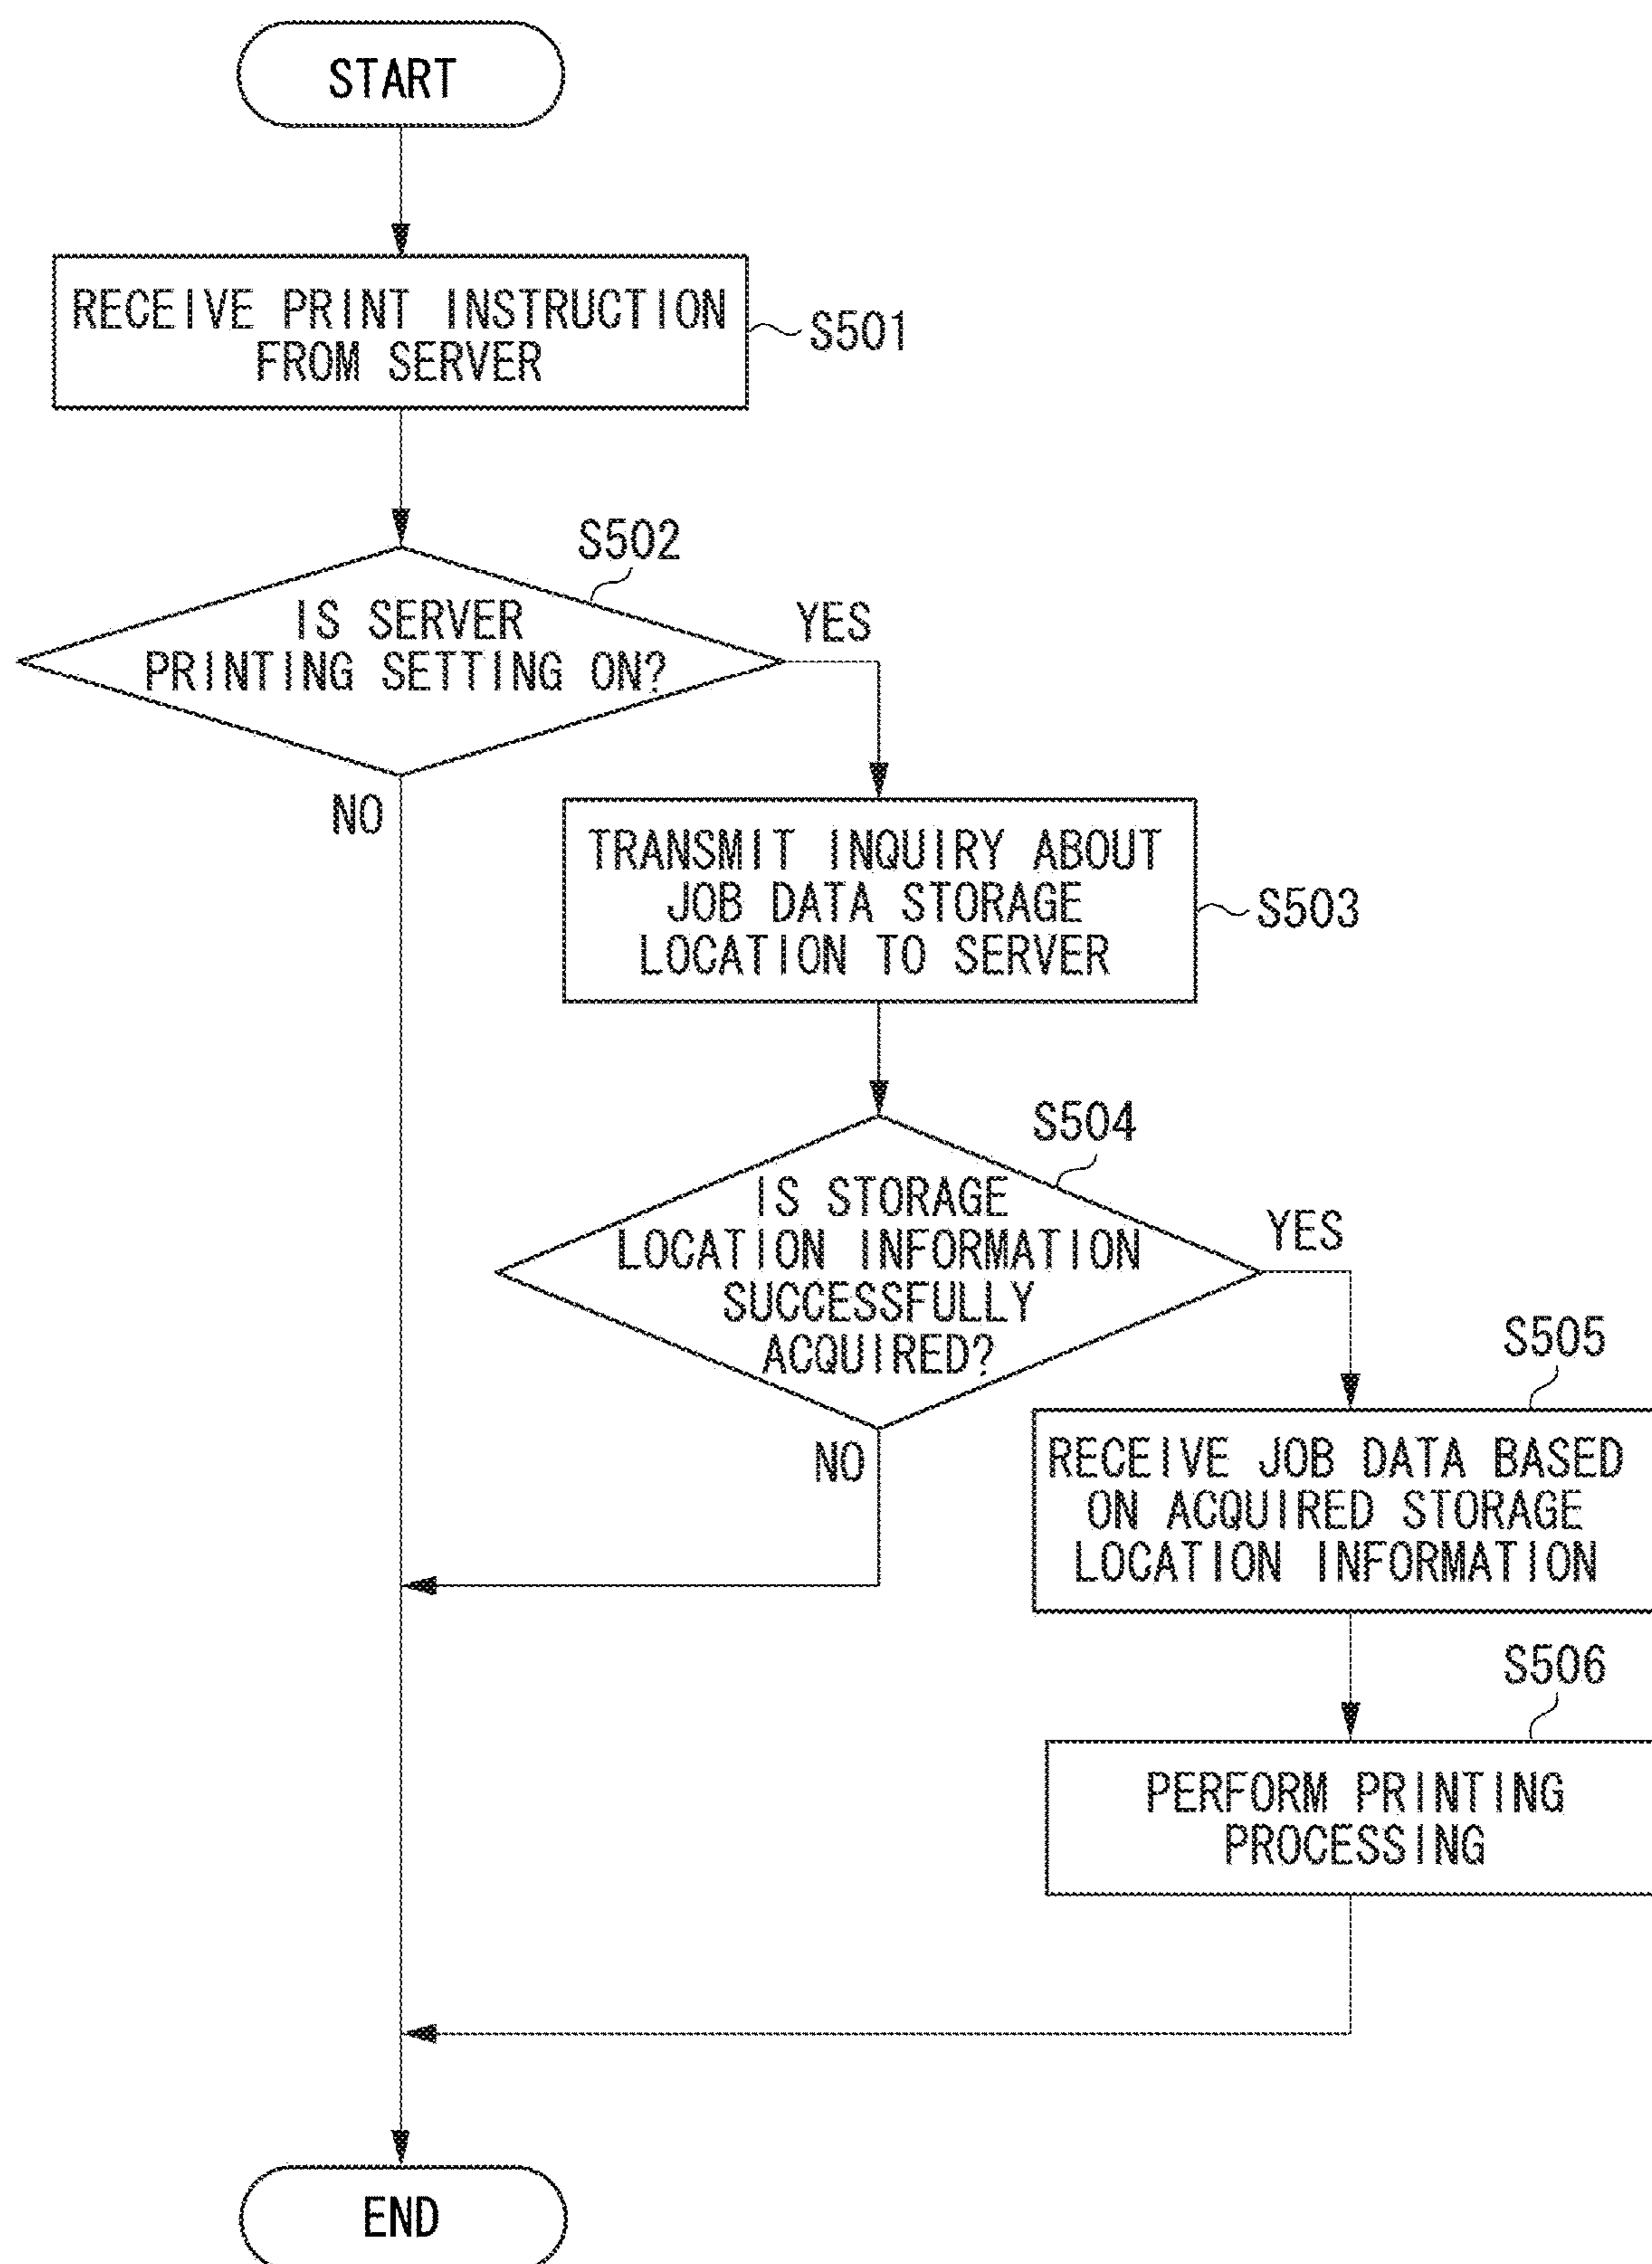 START
RECEIVE PRINT INSTRUCTION
FROM SERVER
S501
S502
IS SERVER
PRINTING SETTING ON?
YES
NO
TRANSMIT INQUIRY ABOUT
JOB DATA STORAGE
LOCATION TO SERVER
S503
S504
IS STORAGE
LOCATION INFORMATION
SUCCESSFULLY
ACQUIRED?
YES
NO
S505
RECEIVE JOB DATA BASED
ON ACQUIRED STORAGE
LOCATION INFORMATION
S506
PERFORM PRINTING
PROCESSING
END